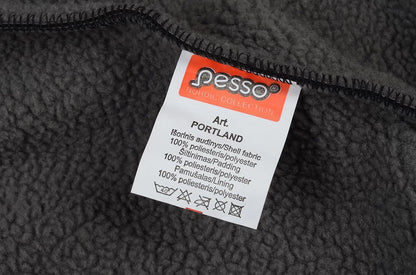 pesso®
NORDIC COLLECTION
Art.
PORTLAND
Išorinis audinys/Shell fabric
100% poliesteris/polyester
Šiltinimas/Padding
100% poliesteris/polyester
Pamušalas/Lining
100% poliesteris/polyester